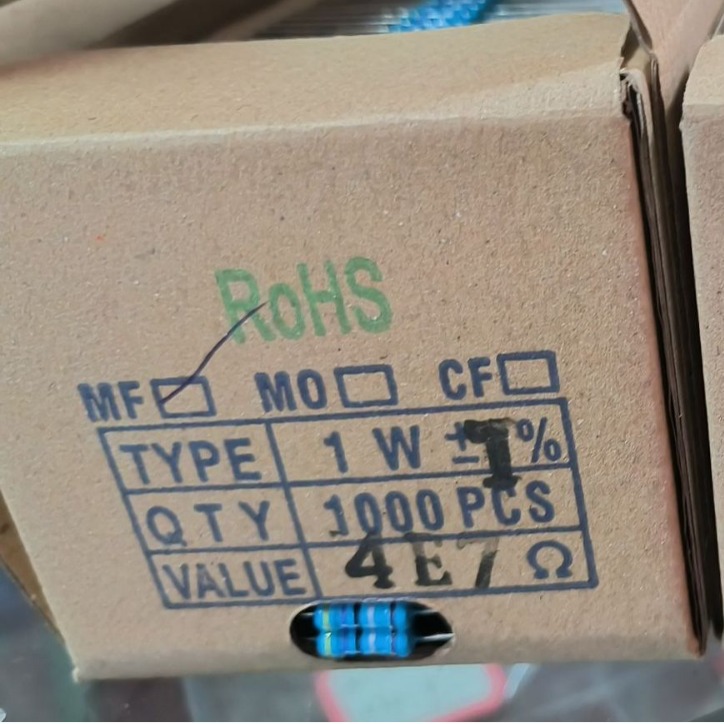 RoHS
MF MO CF
TYPE 1 W ±1%
QTY 1000 PCS
VALUE 4E7 Ω